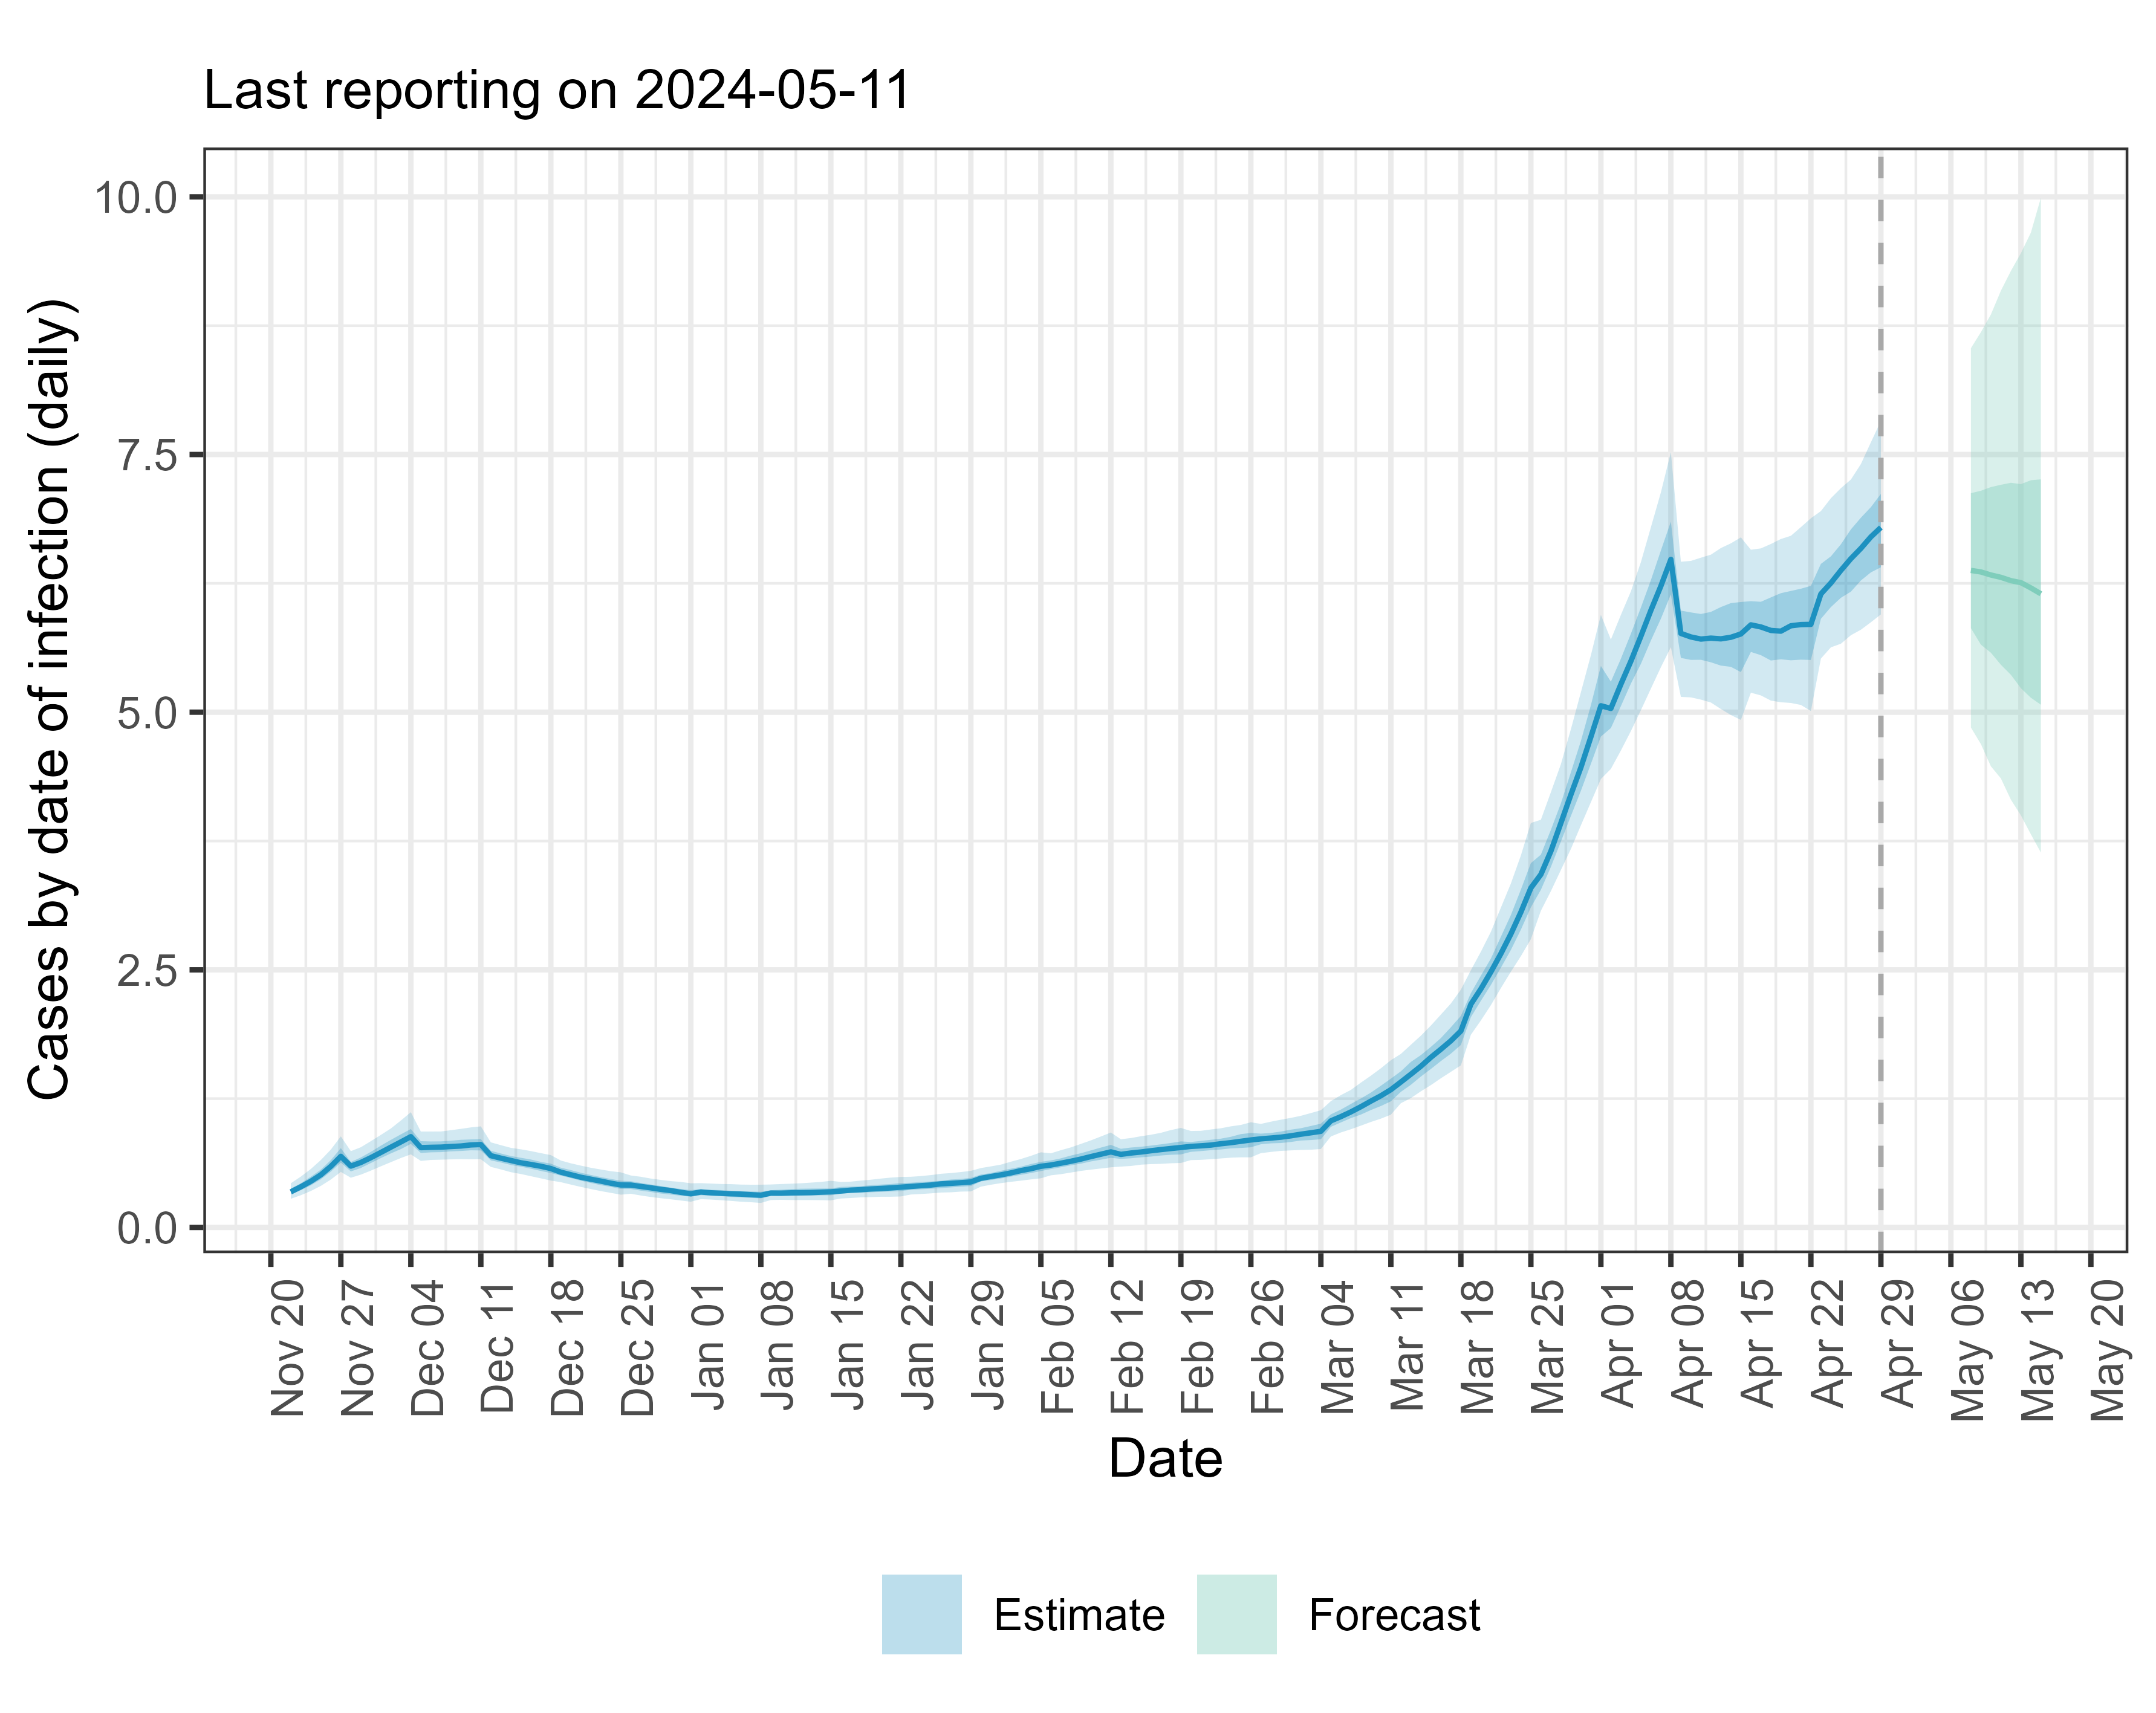 Last reporting on 2024-05-11
Cases by date of infection (daily)
10.0
7.5
5.0
2.5
0.0
Nov 20
Nov 27
Dec 04
Dec 11
Dec 18
Dec 25
Jan 01
Jan 08
Jan 15
Jan 22
Jan 29
Feb 05
Feb 12
Feb 19
Feb 26
Mar 04
Mar 11
Mar 18
Mar 25
Apr 01
Apr 08
Apr 15
Apr 22
Apr 29
May 06
May 13
May 20
Date
Estimate
Forecast